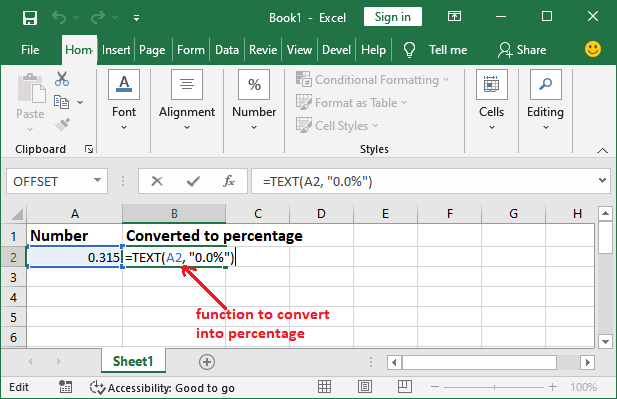 Book1 - Excel
Sign in
File Hom Insert Page Form Data Revie View Devel Help Tell me Share
Paste
Clipboard
A
Font
Alignment
%
Number
Conditional Formatting
Format as Table
Cell Styles
Styles
Cells
Editing
OFFSET
fx
=TEXT(A2, "0.0%")
A B C D E F G H
1 Number Converted to percentage
2 0.315 =TEXT(A2, "0.0%")
3
4
5
6
function to convert
into percentage
Sheet1
Edit Accessibility: Good to go 100%